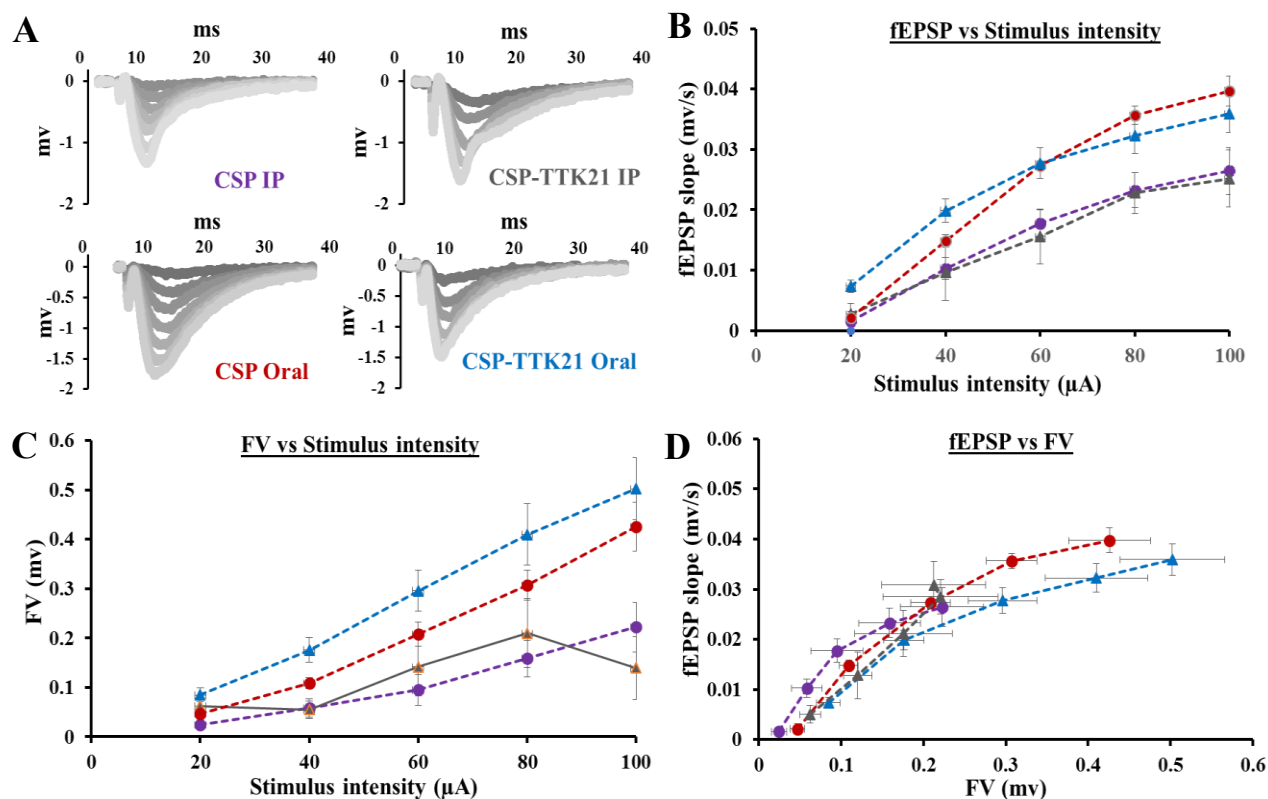 A
ms
0 10 20 30 40
0
-1
-2
mv
CSP IP
ms
0 10 20 30 40
0
-1
-2
mv
CSP-TTK21 IP
ms
0 10 20 30 40
0
-0.5
-1
-1.5
-2
mv
CSP Oral
ms
0 10 20 30 40
0
-0.5
-1
-1.5
-2
mv
CSP-TTK21 Oral
B
fEPSP vs Stimulus intensity
fEPSP slope (mv/s)
0.05
0.04
0.03
0.02
0.01
0
0 20 40 60 80 100
Stimulus intensity (µA)
C
FV vs Stimulus intensity
FV (mv)
0.6
0.5
0.4
0.3
0.2
0.1
0
0 20 40 60 80 100
Stimulus intensity (µA)
D
fEPSP vs FV
fEPSP slope (mv/s)
0.06
0.05
0.04
0.03
0.02
0.01
0
0 0.1 0.2 0.3 0.4 0.5 0.6
FV (mv)